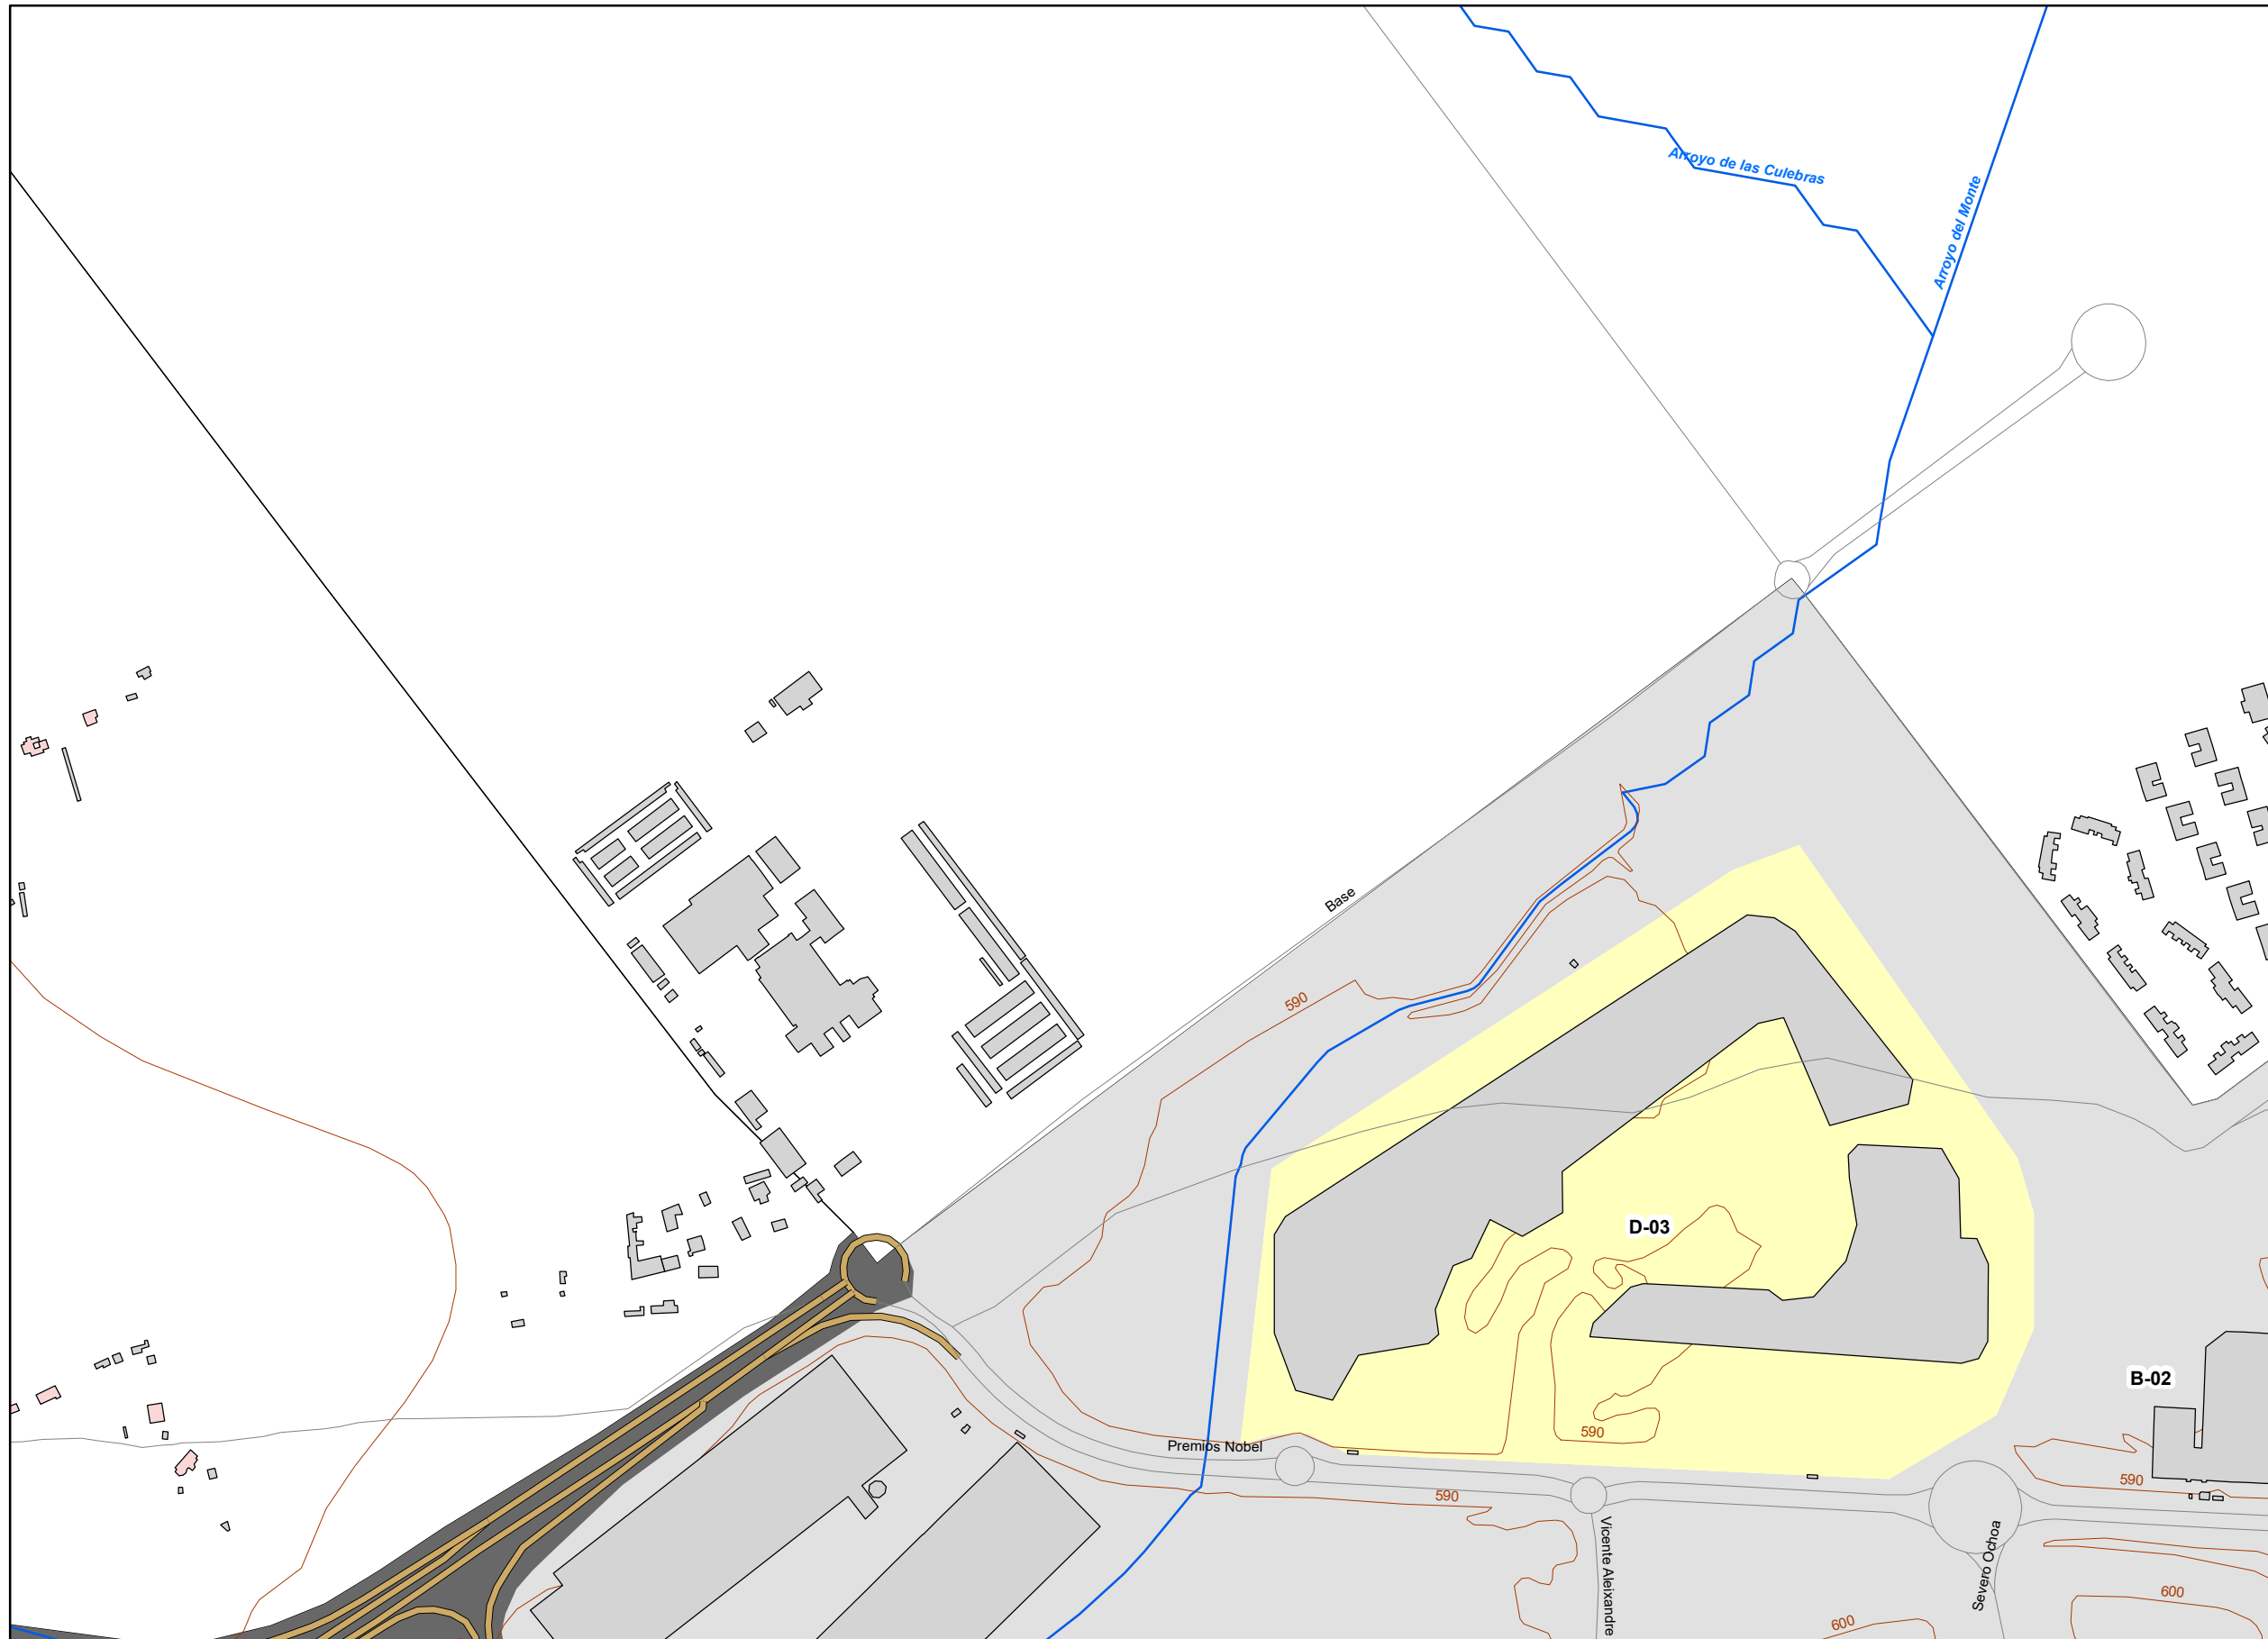 Arroyo de las Culebras
Arroyo del Monte
Base
590
D-03
B-02
590
Premios Nobel
590
590
Vicente Aleixandre
Severo Ochoa
600
600